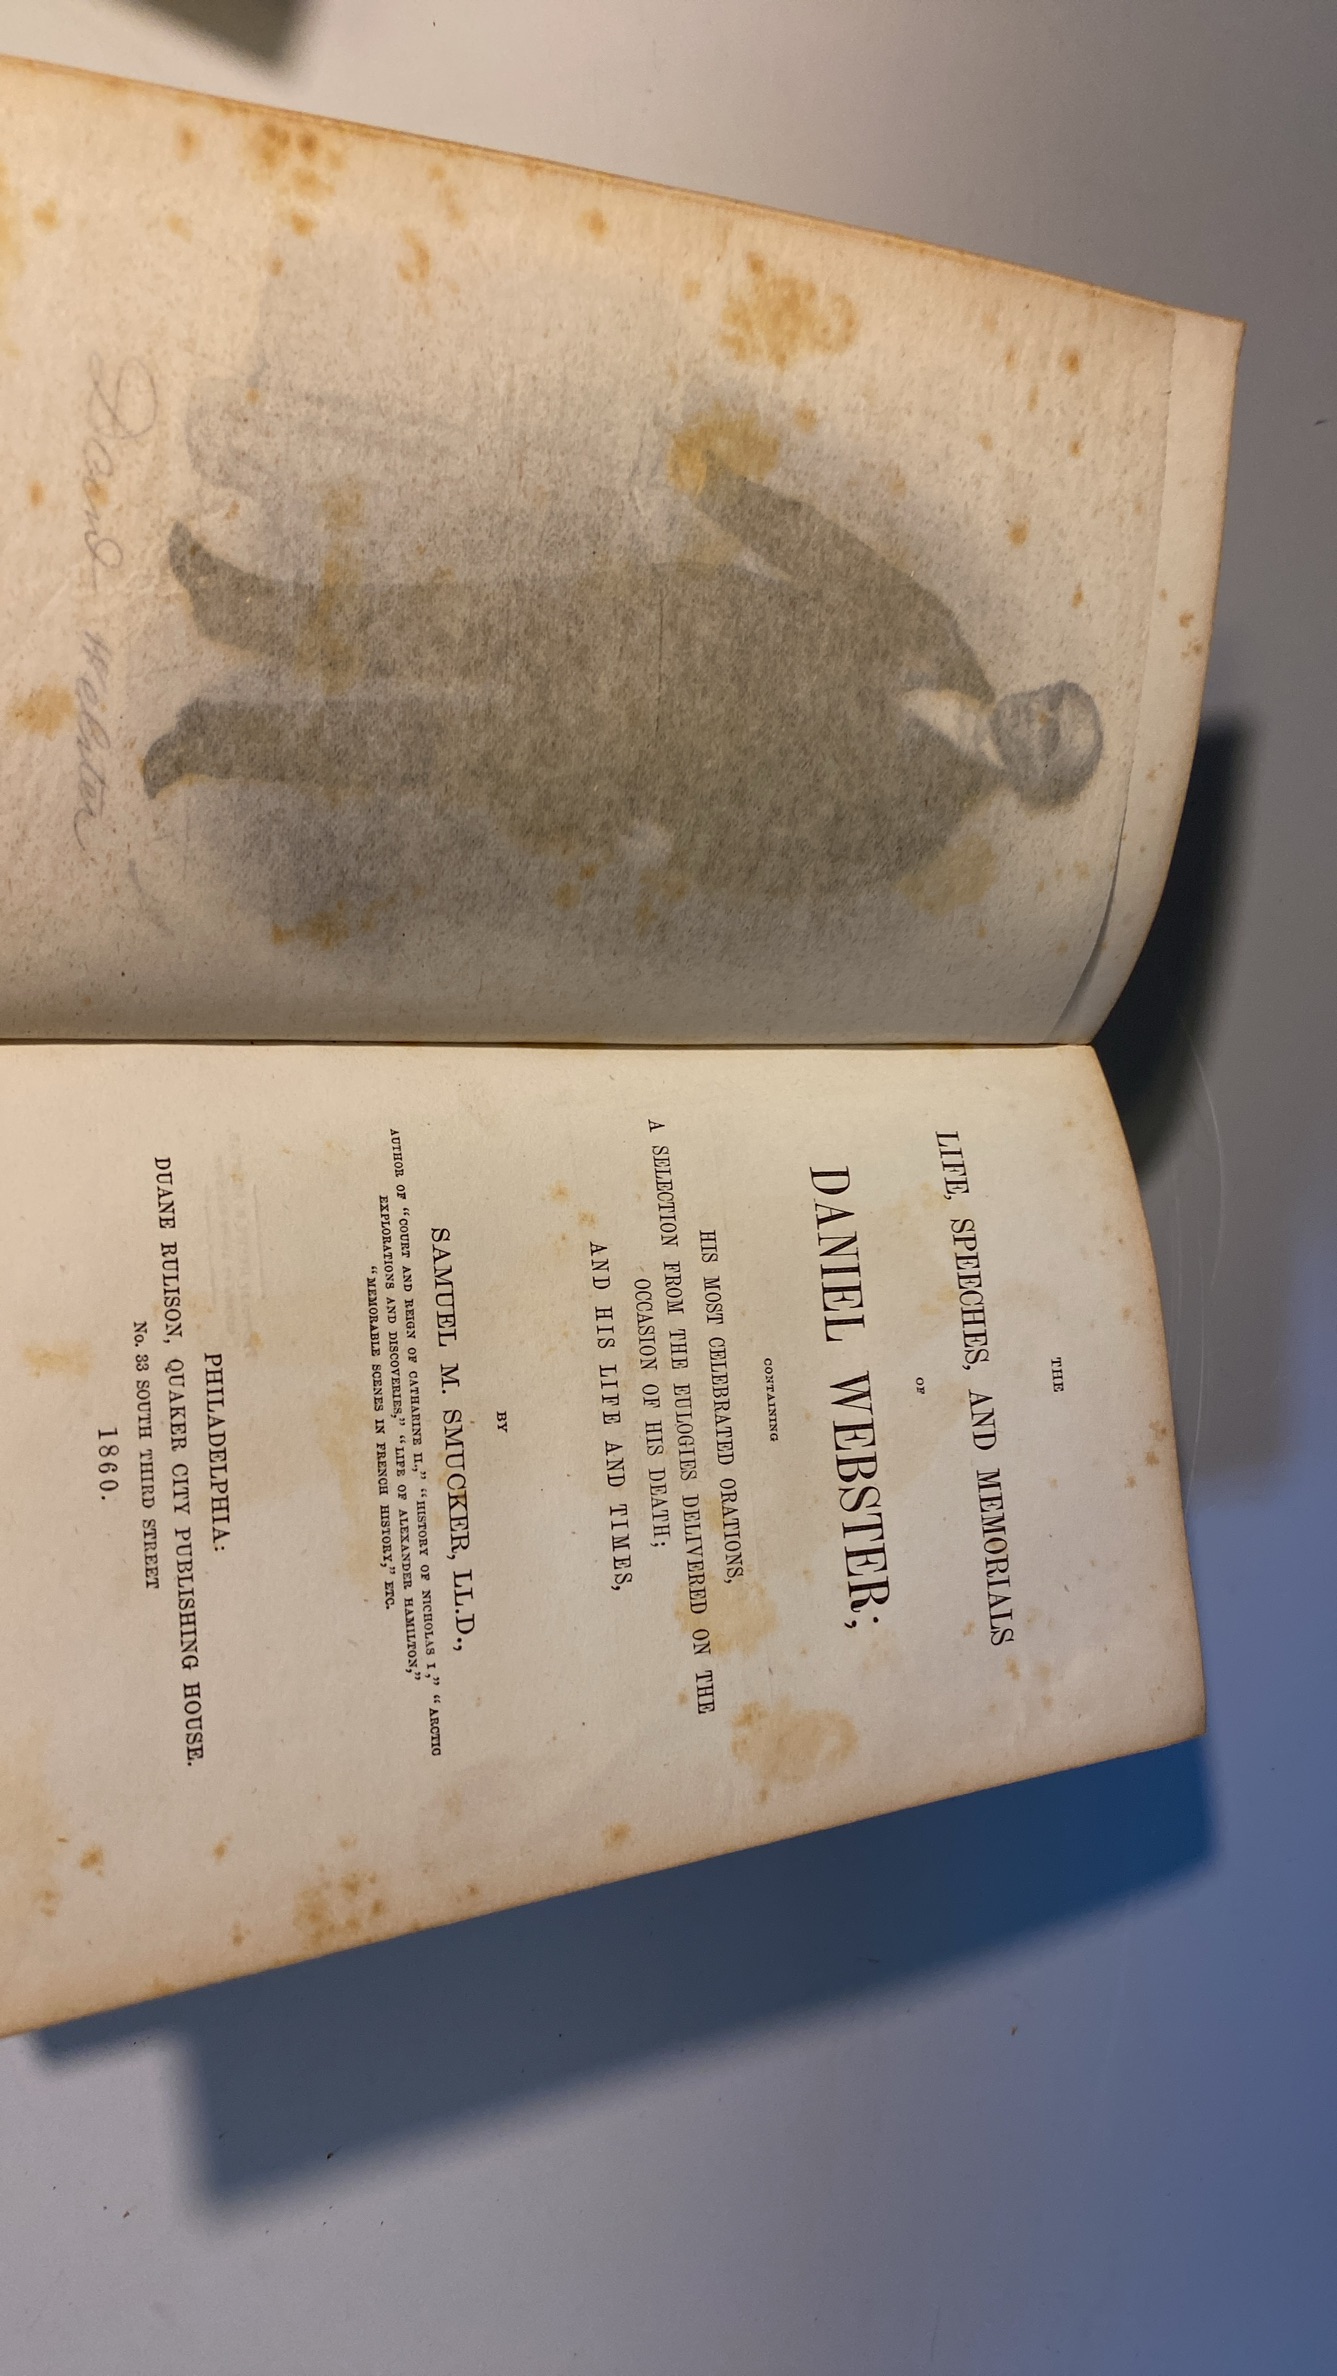 Danl Webster
THE
LIFE, SPEECHES, AND MEMORIALS
OF
DANIEL WEBSTER;
CONTAINING
HIS MOST CELEBRATED ORATIONS,
A SELECTION FROM THE EULOGIES DELIVERED ON THE
OCCASION OF HIS DEATH;
AND HIS LIFE AND TIMES,
BY
SAMUEL M. SMUCKER, LL.D.,
AUTHOR OF “COURT AND REIGN OF CATHARINE II.,” “HISTORY OF NICHOLAS I,” “ARCTIC
EXPLORATIONS AND DISCOVERIES,” “LIFE OF ALEXANDER HAMILTON,”
“MEMORABLE SCENES IN FRENCH HISTORY,” ETC.
PHILADELPHIA:
DUANE RULISON, QUAKER CITY PUBLISHING HOUSE.
No. 33 SOUTH THIRD STREET
1860.